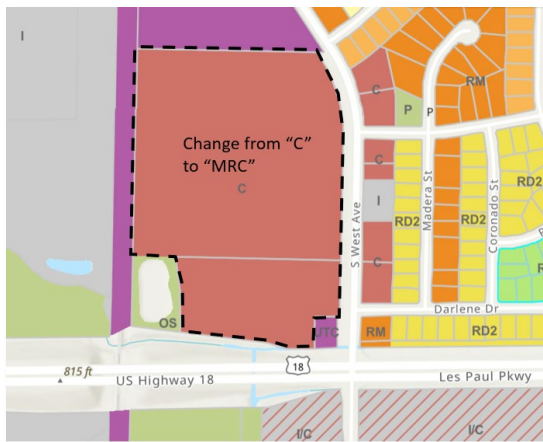 I
RM
C
P
P
Change from “C”
to “MRC”
C
C
I
RD2
Madera St
RD2
Coronado St
RD2
S West Ave
C
OS
UTC
Darlene Dr
RM
RD2
18
815 ft
US Highway 18
Les Paul Pkwy
I/C
I/C